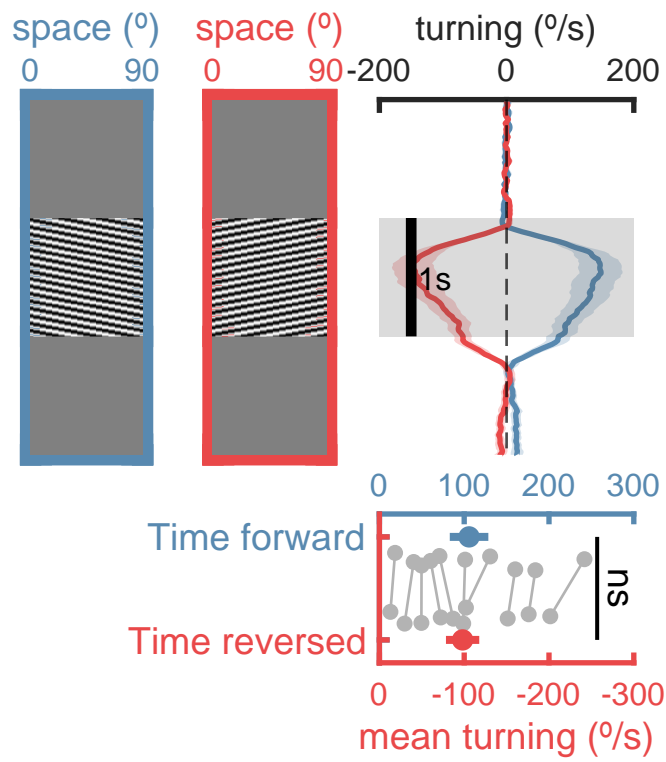 space (º) space (º) turning (º/s)
0 90 0 90 -200 0 200
1s
0 100 200 300
Time forward
ns
Time reversed
0 -100 -200 -300
mean turning (º/s)